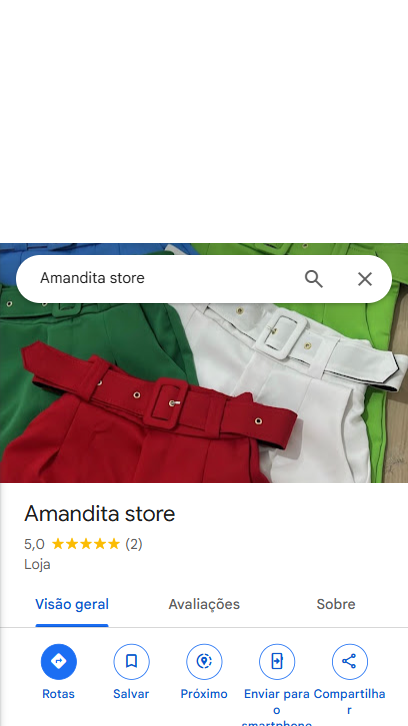 Amandita store
Amandita store
5,0 ★★★★★ (2)
Loja
Visão geral Avaliações Sobre
Rotas Salvar Próximo Enviar para o smartphone Compartilhar